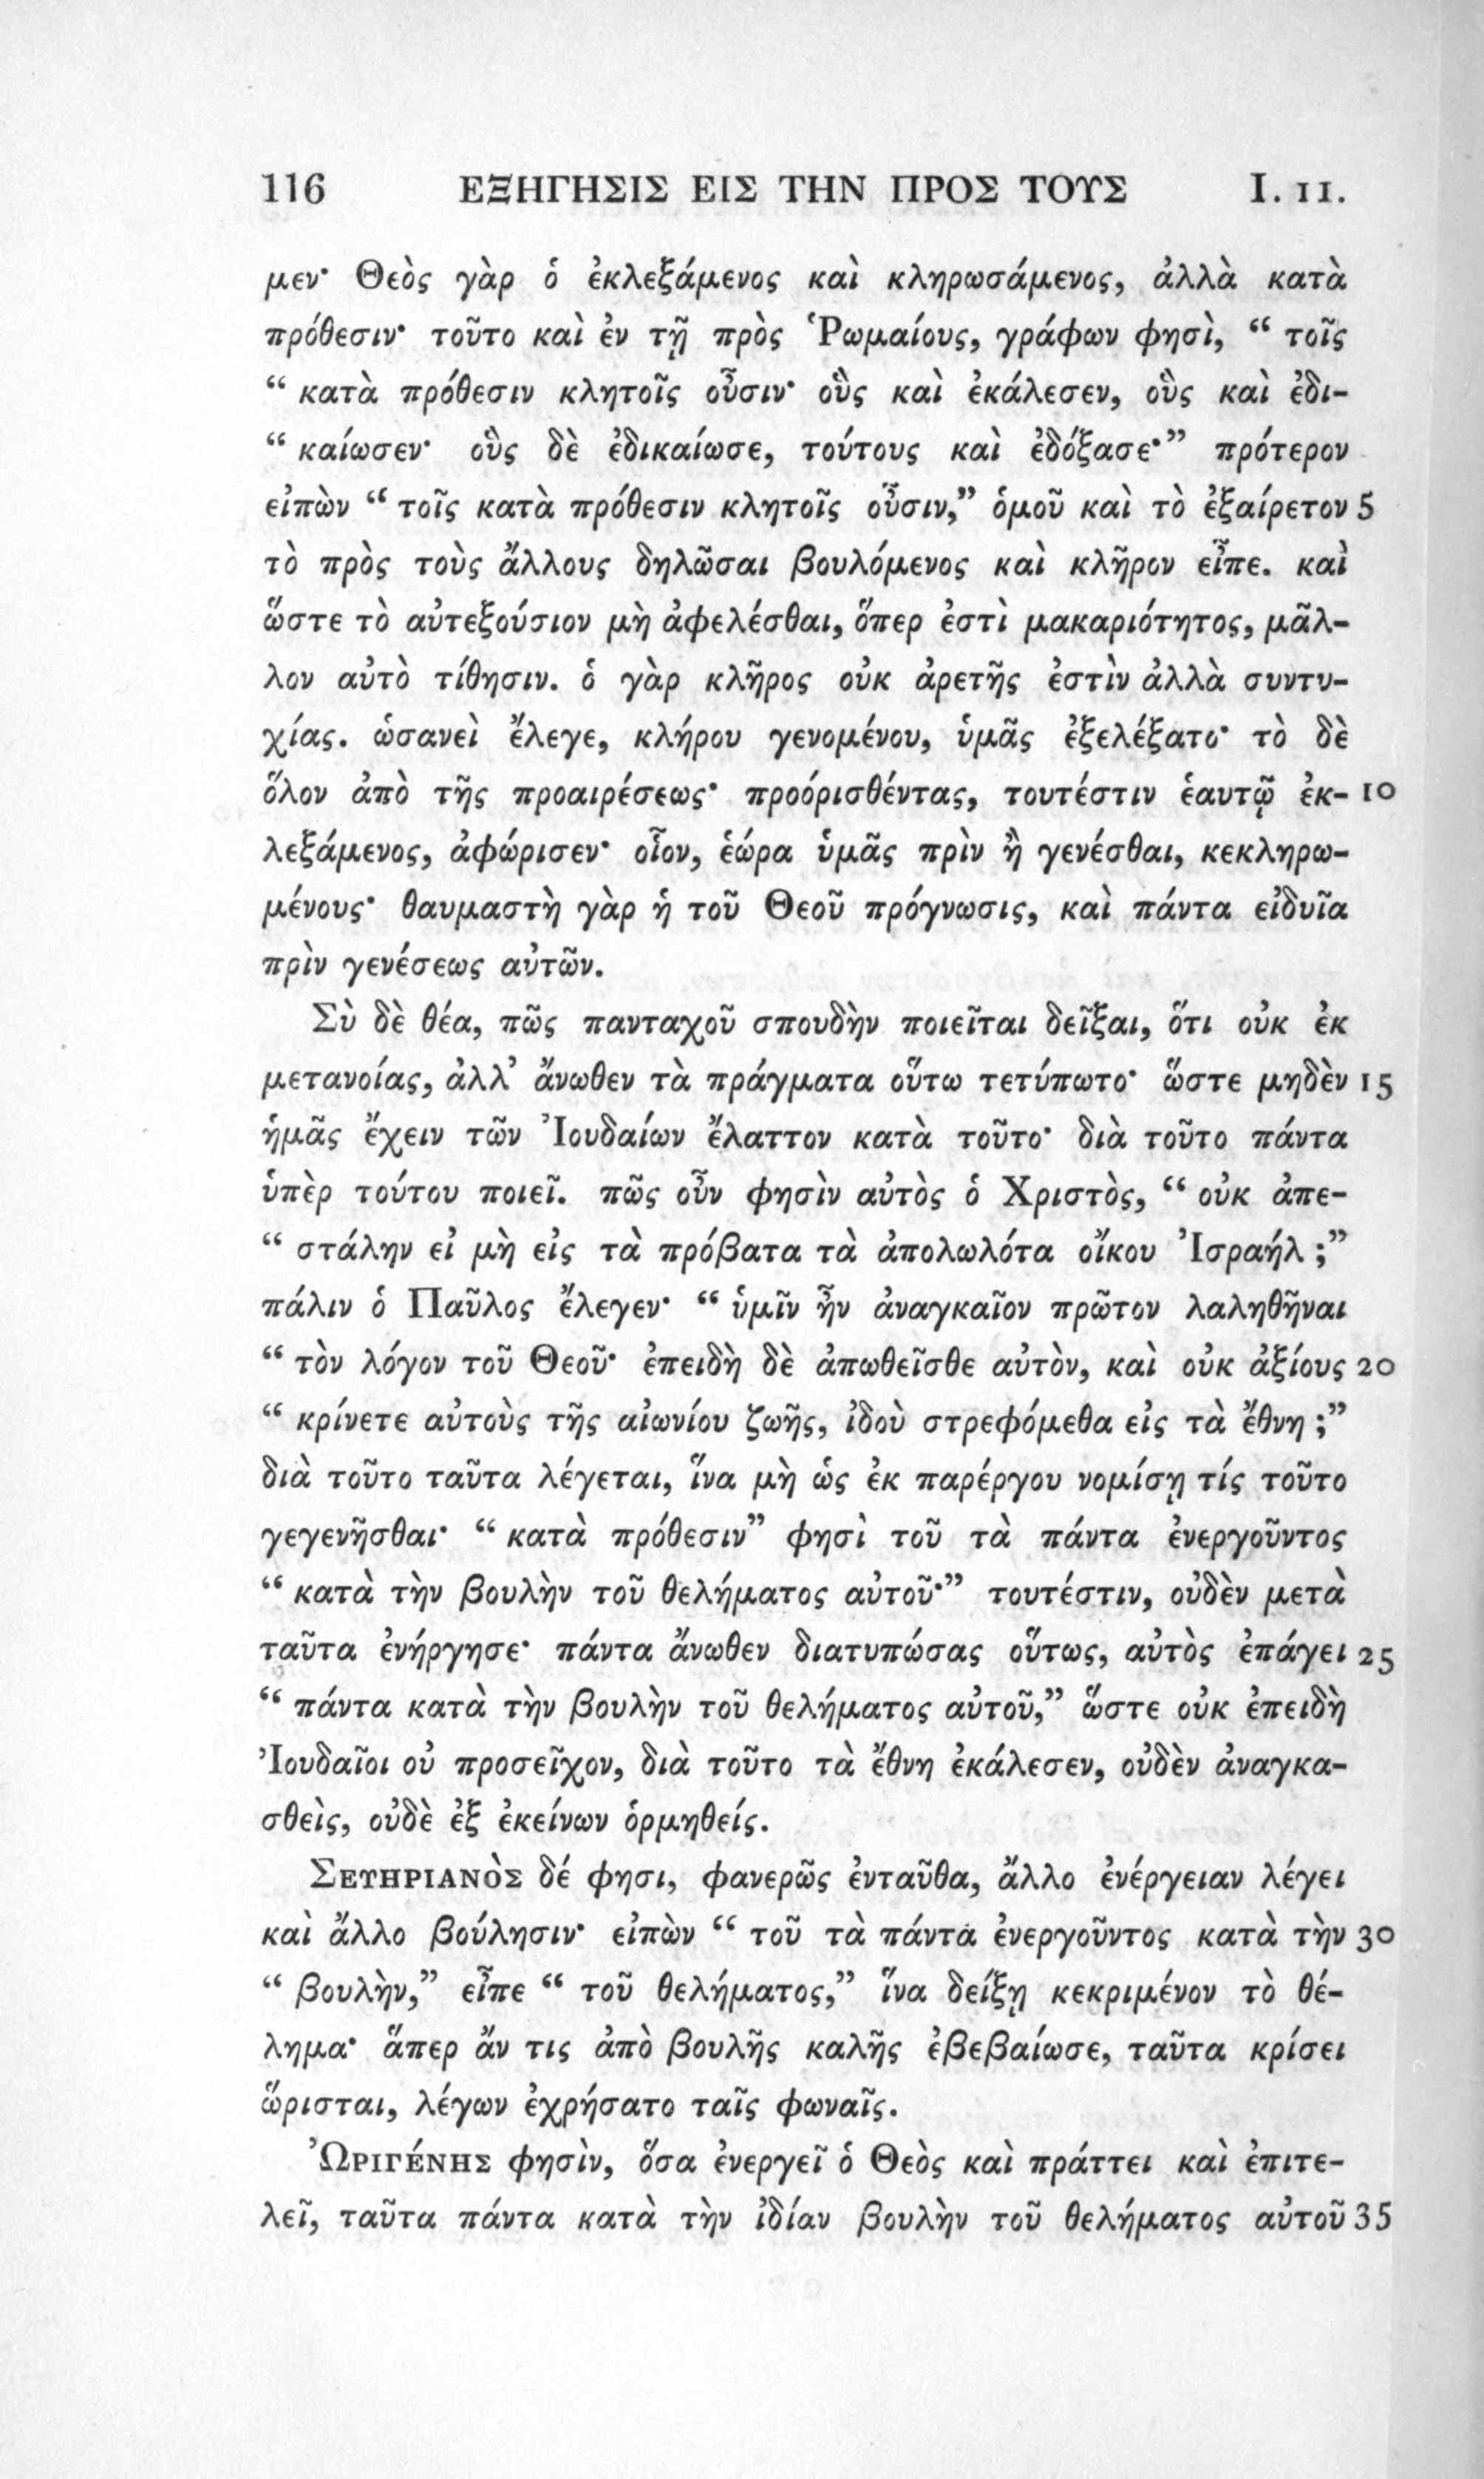 116 ΕΞΗΓΗΣΙΣ ΕΙΣ ΤΗΝ ΠΡΟΣ ΤΟΥΣ I. 11.
μεν· Θεὸς γὰρ ὁ ἐκλεξάμενος καὶ κληρωσάμενος, ἀλλὰ κατὰ
πρόθεσιν· τοῦτο καὶ ἐν τῇ πρὸς Ῥωμαίους, γράφων φησὶ, “ τοῖς
“ κατὰ πρόθεσιν κλητοῖς οὖσιν· οὓς καὶ ἐκάλεσεν, οὓς καὶ ἐδι-
“ καίωσεν· οὓς δὲ ἐδικαίωσε, τούτους καὶ ἐδόξασε·” πρότερον
εἰπὼν “ τοῖς κατὰ πρόθεσιν κλητοῖς οὖσιν,” ὁμοῦ καὶ τὸ ἐξαίρετον 5
τὸ πρὸς τοὺς ἄλλους δηλῶσαι βουλόμενος καὶ κλῆρον εἶπε. καὶ
ὥστε τὸ αὐτεξούσιον μὴ ἀφελέσθαι, ὅπερ ἐστὶ μακαριότητος, μᾶλ-
λον αὐτὸ τίθησιν. ὁ γὰρ κλῆρος οὐκ ἀρετῆς ἐστὶν ἀλλὰ συντυ-
χίας. ὡσανεὶ ἔλεγε, κλήρου γενομένου, ὑμᾶς ἐξελέξατο· τὸ δὲ
ὅλον ἀπὸ τῆς προαιρέσεως· προόρισθέντας, τουτέστιν ἑαυτῷ ἐκ- 10
λεξάμενος, ἀφώρισεν· οἷον, ἑώρα ὑμᾶς πρὶν ἢ γενέσθαι, κεκληρω-
μένους· θαυμαστὴ γὰρ ἡ τοῦ Θεοῦ πρόγνωσις, καὶ πάντα εἰδυῖα
πρὶν γενέσεως αὐτῶν.
Σὺ δὲ θέα, πῶς πανταχοῦ σπουδὴν ποιεῖται δεῖξαι, ὅτι οὐκ ἐκ
μετανοίας, ἀλλ’ ἄνωθεν τὰ πράγματα οὕτω τετύπωτο· ὥστε μηδὲν 15
ἡμᾶς ἔχειν τῶν Ἰουδαίων ἔλαττον κατὰ τοῦτο· διὰ τοῦτο πάντα
ὑπὲρ τούτου ποιεῖ. πῶς οὖν φησὶν αὐτὸς ὁ Χριστὸς, “ οὐκ ἀπε-
“ στάλην εἰ μὴ εἰς τὰ πρόβατα τὰ ἀπολωλότα οἴκου Ἰσραήλ ;”
πάλιν ὁ Παῦλος ἔλεγεν· “ ὑμῖν ἦν ἀναγκαῖον πρῶτον λαληθῆναι
“ τὸν λόγον τοῦ Θεοῦ· ἐπειδὴ δὲ ἀπωθεῖσθε αὐτὸν, καὶ οὐκ ἀξίους 20
“ κρίνετε αὑτοὺς τῆς αἰωνίου ζωῆς, ἰδοὺ στρεφόμεθα εἰς τὰ ἔθνη ;”
διὰ τοῦτο ταῦτα λέγεται, ἵνα μὴ ὡς ἐκ παρέργου νομίσῃ τίς τοῦτο
γεγενῆσθαι· “ κατὰ πρόθεσιν” φησὶ τοῦ τὰ πάντα ἐνεργοῦντος
“ κατὰ τὴν βουλὴν τοῦ θελήματος αὐτοῦ·” τουτέστιν, οὐδὲν μετὰ
ταῦτα ἐνήργησε· πάντα ἄνωθεν διατυπώσας οὕτως, αὐτὸς ἐπάγει 25
“ πάντα κατὰ τὴν βουλὴν τοῦ θελήματος αὐτοῦ,” ὥστε οὐκ ἐπειδὴ
Ἰουδαῖοι οὐ προσεῖχον, διὰ τοῦτο τὰ ἔθνη ἐκάλεσεν, οὐδὲν ἀναγκα-
σθεὶς, οὐδὲ ἐξ ἐκείνων ὁρμηθείς.
ΣΕΥΗΡΙΑΝῸΣ δέ φησι, φανερῶς ἐνταῦθα, ἄλλο ἐνέργειαν λέγει
καὶ ἄλλο βούλησιν· εἰπὼν “ τοῦ τὰ πάντα ἐνεργοῦντος κατὰ τὴν 30
“ βουλὴν,” εἶπε “ τοῦ θελήματος,” ἵνα δείξῃ κεκριμένον τὸ θέ-
λημα· ἅπερ ἄν τις ἀπὸ βουλῆς καλῆς ἐβεβαίωσε, ταῦτα κρίσει
ὥρισται, λέγων ἐχρήσατο ταῖς φωναῖς.
ὨΡΙΓΈΝΗΣ φησὶν, ὅσα ἐνεργεῖ ὁ Θεὸς καὶ πράττει καὶ ἐπιτε-
λεῖ, ταῦτα πάντα κατὰ τὴν ἰδίαν βουλὴν τοῦ θελήματος αὐτοῦ 35